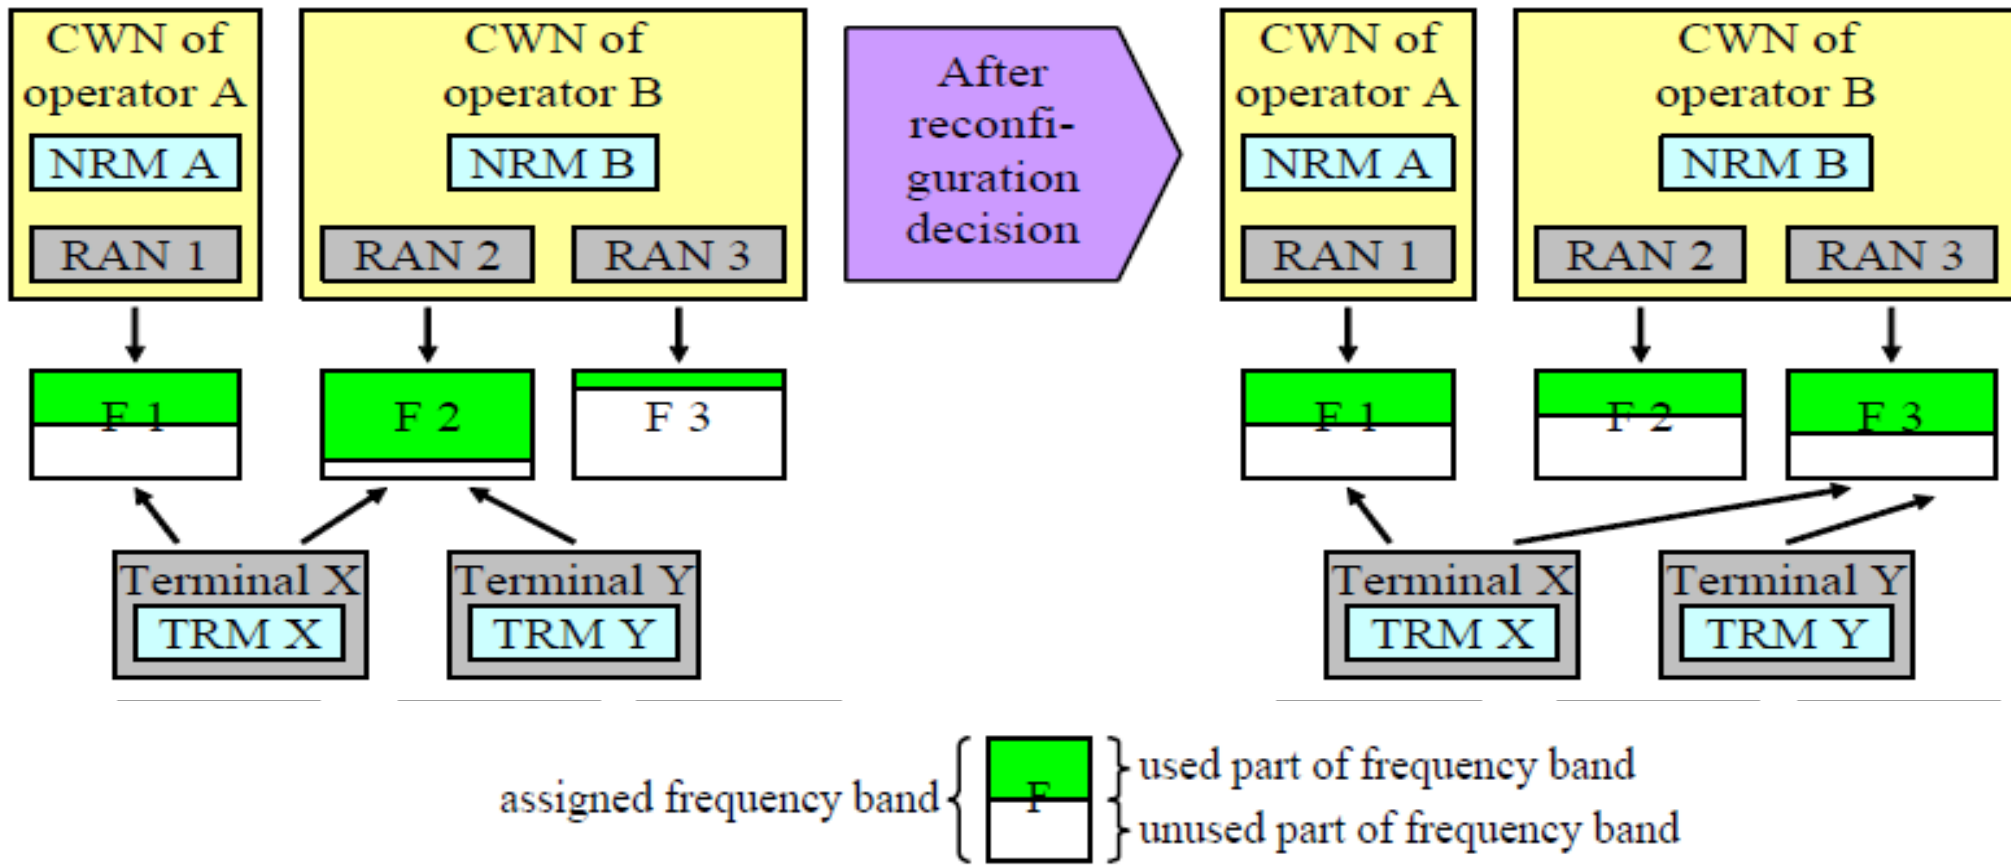 CWN of
operator A
NRM A
RAN 1
CWN of
operator B
NRM B
RAN 2
RAN 3
After
reconfi-
guration
decision
CWN of
operator A
NRM A
RAN 1
CWN of
operator B
NRM B
RAN 2
RAN 3
F 1
F 2
F 3
F 1
F 2
F 3
Terminal X
TRM X
Terminal Y
TRM Y
Terminal X
TRM X
Terminal Y
TRM Y
assigned frequency band
F
used part of frequency band
unused part of frequency band